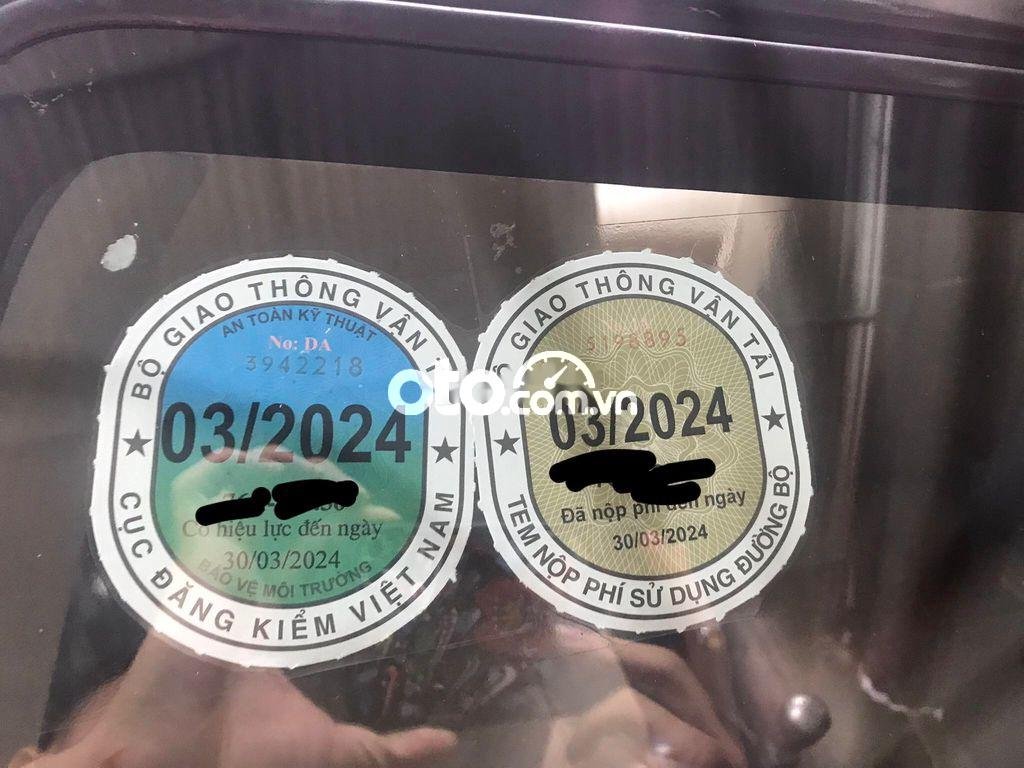 BỘ GIAO THÔNG VẬN T
AN TOÀN KỸ THUẬT
No: DA
3942218
03/2024
Có hiệu lực đến ngày
30/03/2024
BẢO VỆ MÔI TRƯỜNG
CỤC ĐĂNG KIỂM VIỆT NAM
GIAO THÔNG VẬN TẢI
5198895
03/2024
Đã nộp phí đến ngày
30/03/2024
TEM NỘP PHÍ SỬ DỤNG ĐƯỜNG BỘ
oto.com.vn